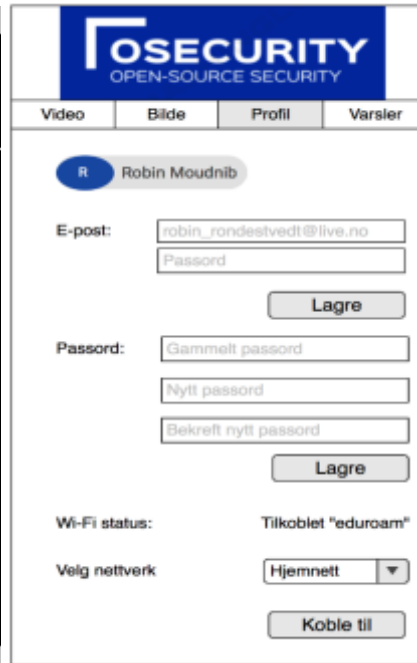 OSECURITY
OPEN-SOURCE SECURITY
Video Bilde Profil Varsler
R Robin Moudnib
E-post: robin_rondestvedt@live.no
Passord
Lagre
Passord: Gammelt passord
Nytt passord
Bekreft nytt passord
Lagre
Wi-Fi status: Tilkoblet "eduroam"
Velg nettverk Hjemnett
Koble til